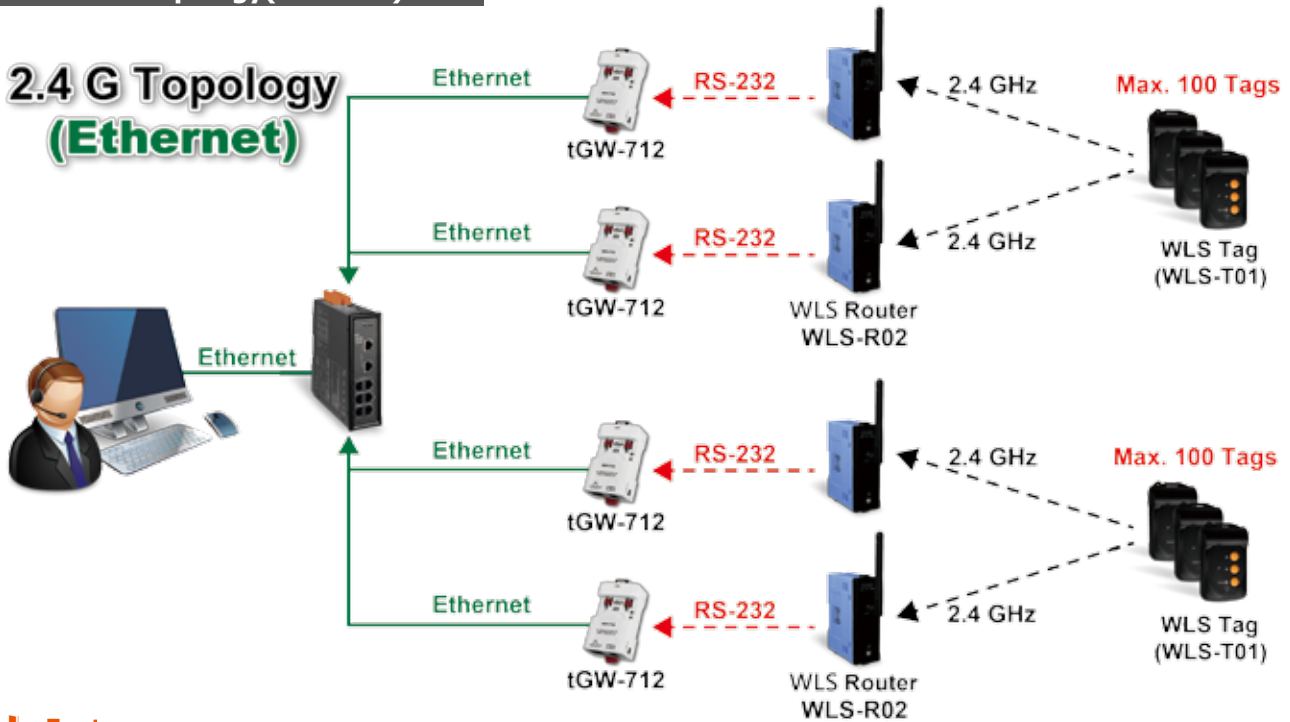 2.4 G Topology
(Ethernet)
Ethernet
RS-232
2.4 GHz
Max. 100 Tags
tGW-712
Ethernet
RS-232
2.4 GHz
WLS Tag
(WLS-T01)
tGW-712
WLS Router
WLS-R02
Ethernet
Ethernet
RS-232
2.4 GHz
Max. 100 Tags
tGW-712
Ethernet
RS-232
2.4 GHz
WLS Tag
(WLS-T01)
tGW-712
WLS Router
WLS-R02